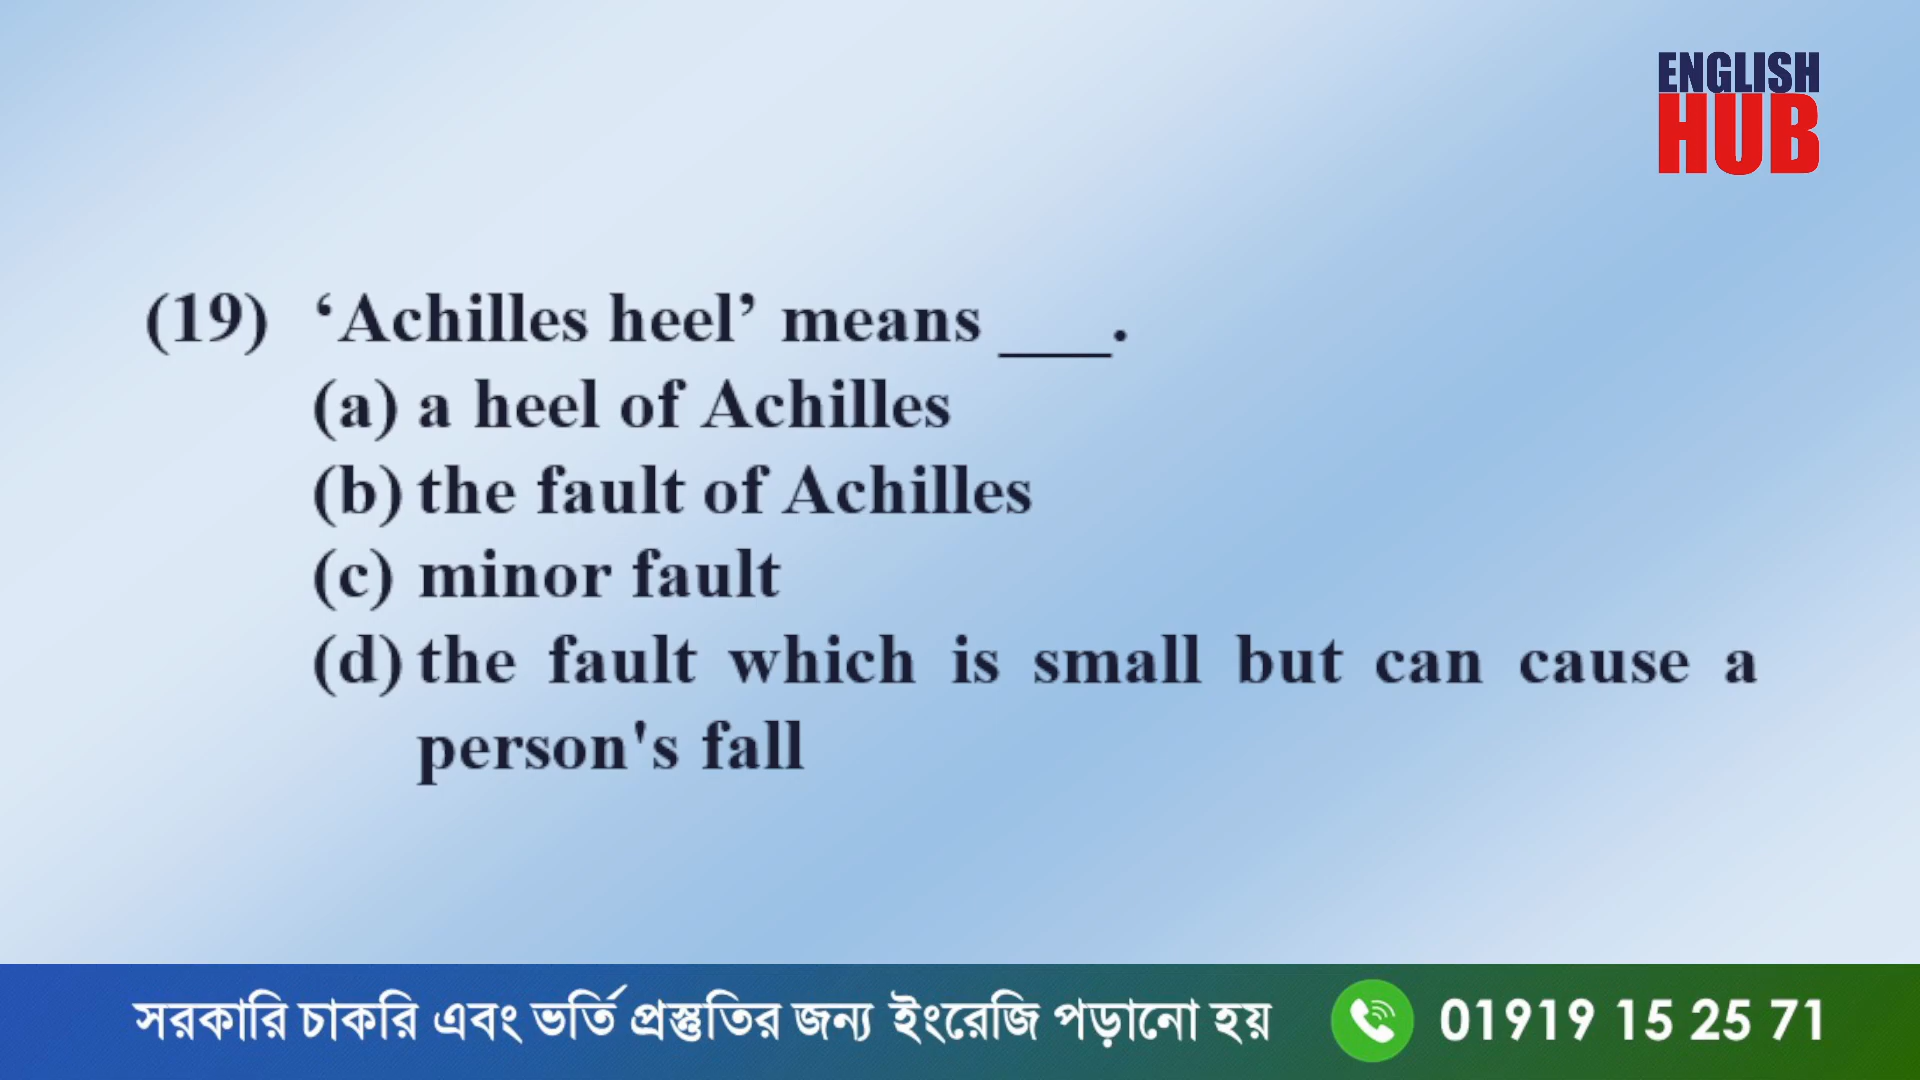 ENGLISH
HUB
(19) ‘Achilles heel’ means ___.
(a) a heel of Achilles
(b) the fault of Achilles
(c) minor fault
(d) the fault which is small but can cause a
person's fall
সরকারি চাকরি এবং ভর্তি প্রস্তুতির জন্য ইংরেজি পড়ানো হয় 01919 15 25 71